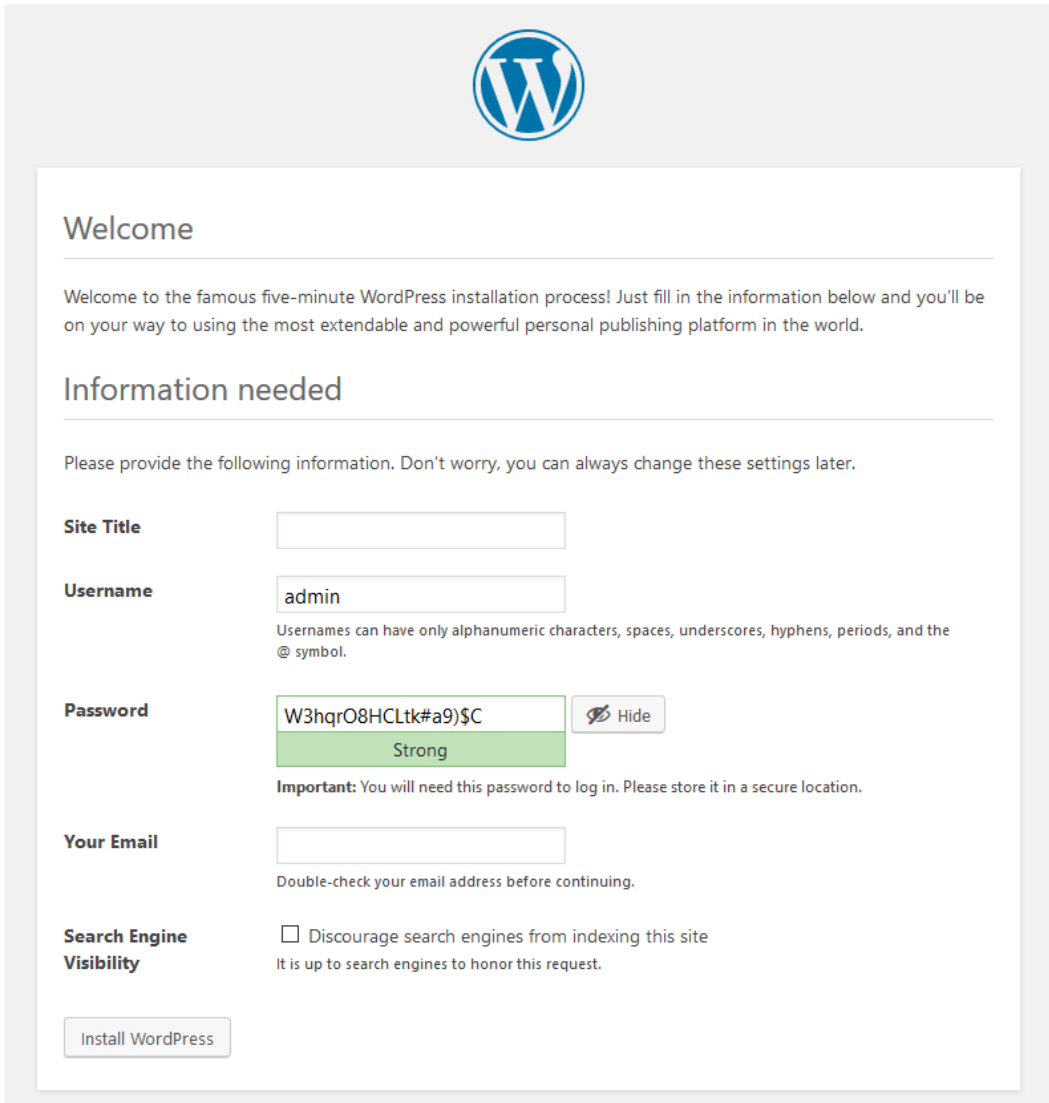 Welcome
Welcome to the famous five-minute WordPress installation process! Just fill in the information below and you’ll be
on your way to using the most extendable and powerful personal publishing platform in the world.
Information needed
Please provide the following information. Don’t worry, you can always change these settings later.
Site Title
Username
admin
Usernames can have only alphanumeric characters, spaces, underscores, hyphens, periods, and the
@ symbol.
Password
W3hqrO8HCLtk#a9)$C
Hide
Strong
Important: You will need this password to log in. Please store it in a secure location.
Your Email
Double-check your email address before continuing.
Search Engine
Visibility
Discourage search engines from indexing this site
It is up to search engines to honor this request.
Install WordPress